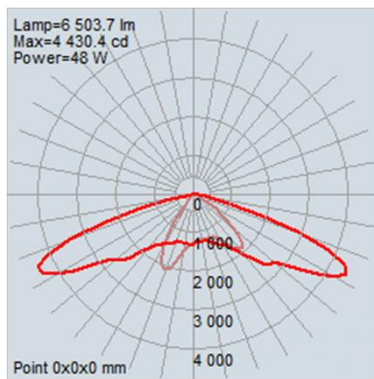 Lamp=6 503.7 lm
Max=4 430.4 cd
Power=48 W
0
1 000
2 000
3 000
4 000
Point 0x0x0 mm